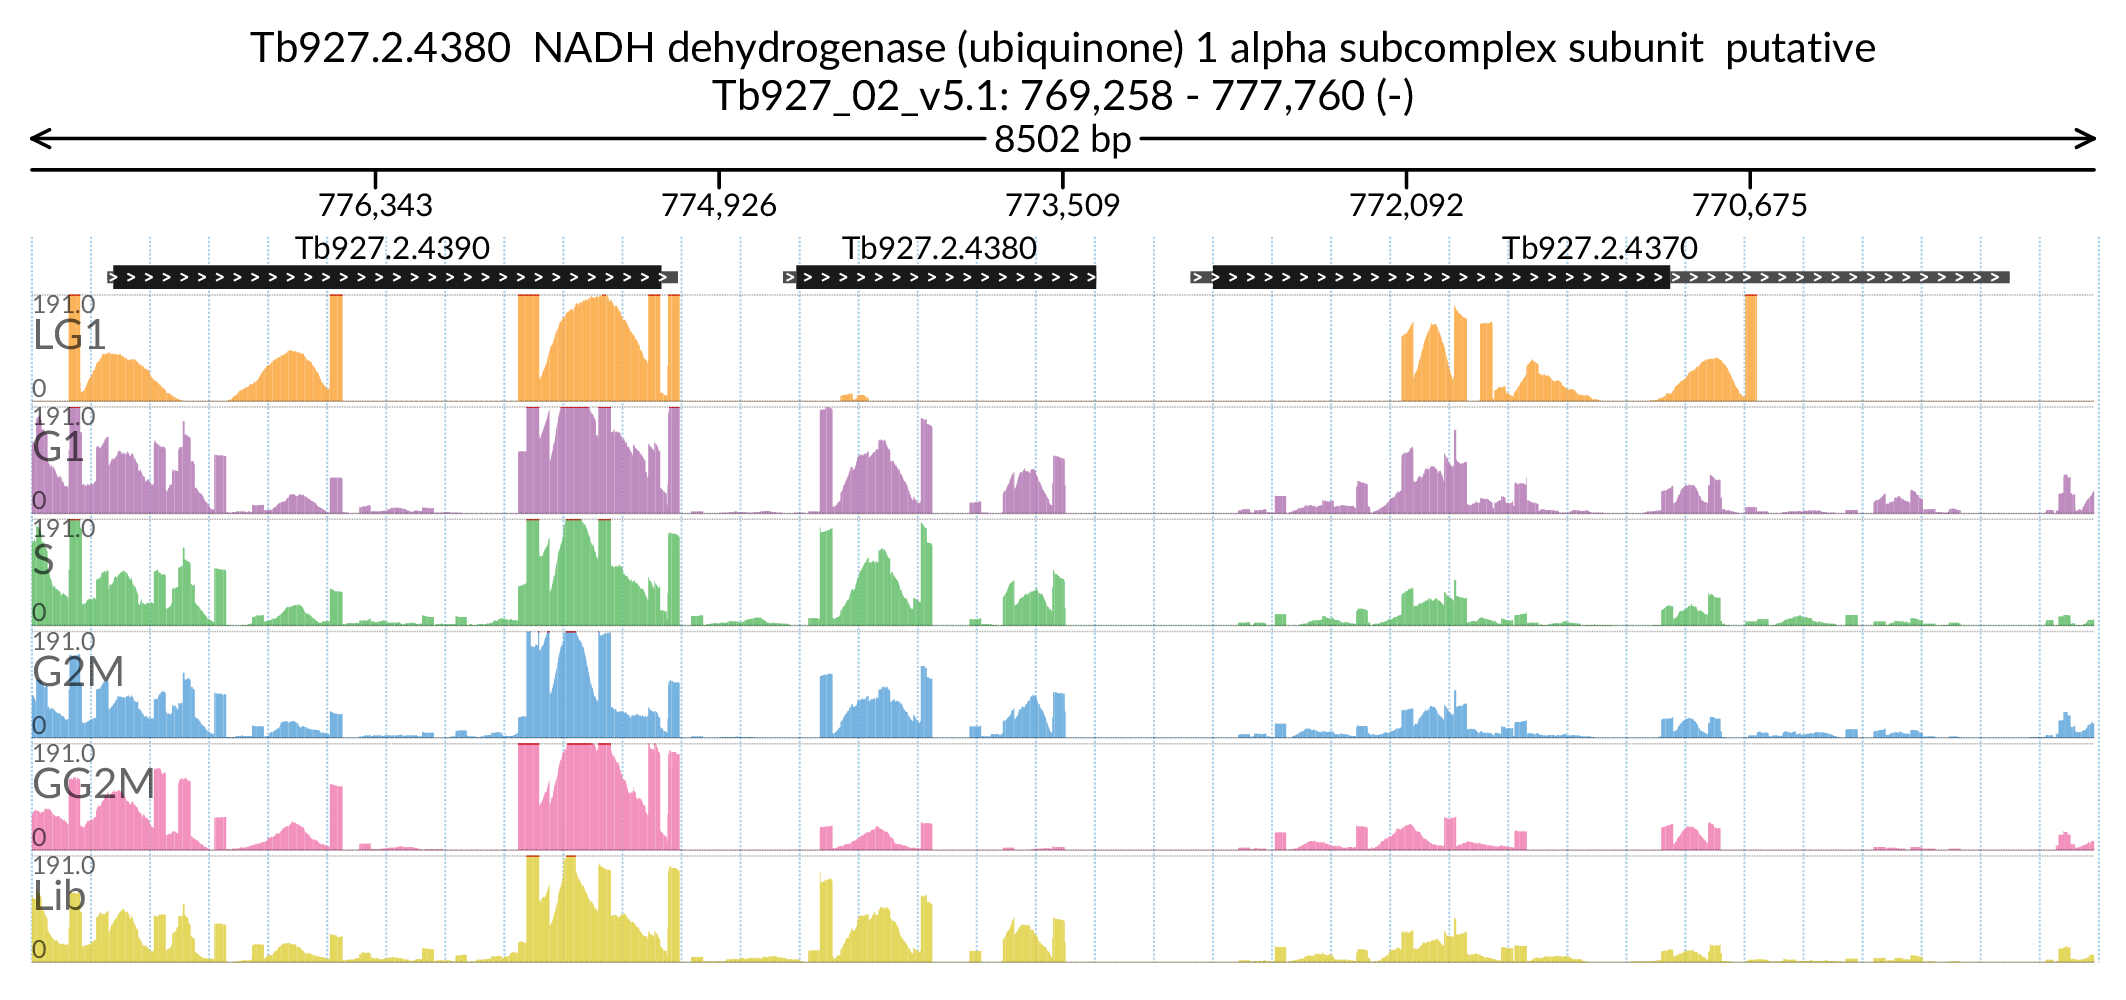 Tb927.2.4380  NADH dehydrogenase (ubiquinone) 1 alpha subcomplex subunit  putative
Tb927_02_v5.1: 769,258 - 777,760 (-)
8502 bp
776,343 774,926 773,509 772,092 770,675
Tb927.2.4390 Tb927.2.4380 Tb927.2.4370
191.0
LG1
0
191.0
G1
0
191.0
S
0
191.0
G2M
0
191.0
GG2M
0
191.0
Lib
0